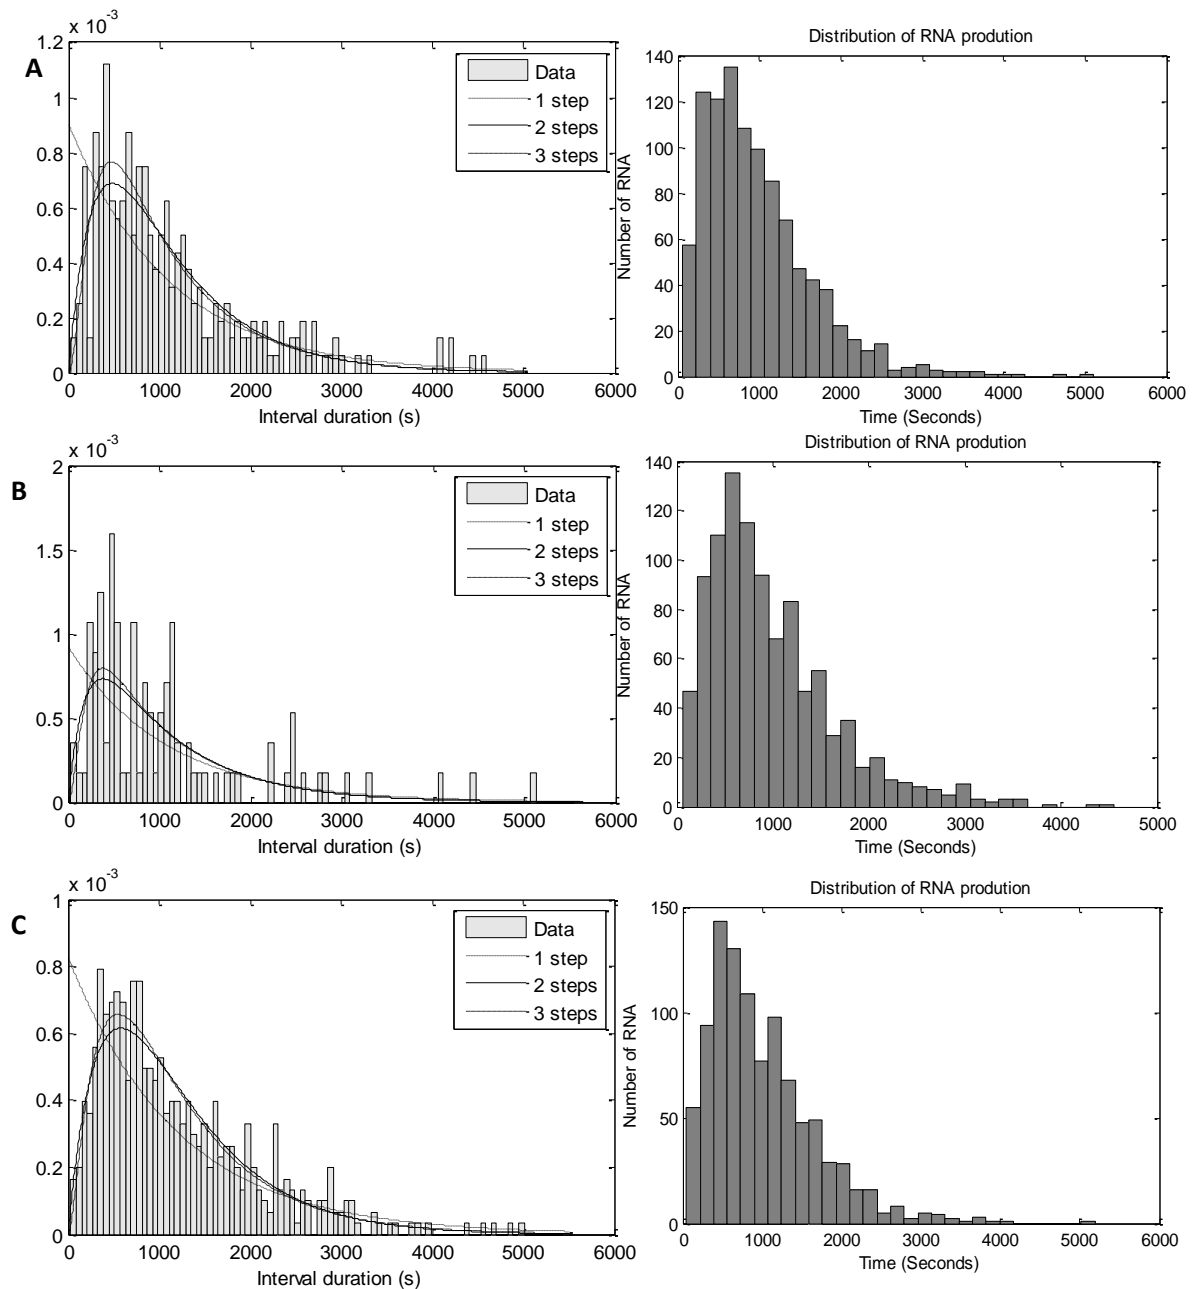 A
x 10⁻³
1.2
1
0.8
0.6
0.4
0.2
0
0 1000 2000 3000 4000 5000 6000
Interval duration (s)
Data
1 step
2 steps
3 steps
Distribution of RNA prodution
140
120
100
80
60
40
20
0
0 1000 2000 3000 4000 5000 6000
Number of RNA
Time (Seconds)
B
x 10⁻³
2
1.5
1
0.5
0
0 1000 2000 3000 4000 5000 6000
Interval duration (s)
Data
1 step
2 steps
3 steps
Distribution of RNA prodution
140
120
100
80
60
40
20
0
0 1000 2000 3000 4000 5000
Number of RNA
Time (Seconds)
C
x 10⁻³
1
0.8
0.6
0.4
0.2
0
0 1000 2000 3000 4000 5000 6000
Interval duration (s)
Data
1 step
2 steps
3 steps
Distribution of RNA prodution
150
100
50
0
0 1000 2000 3000 4000 5000 6000
Number of RNA
Time (Seconds)